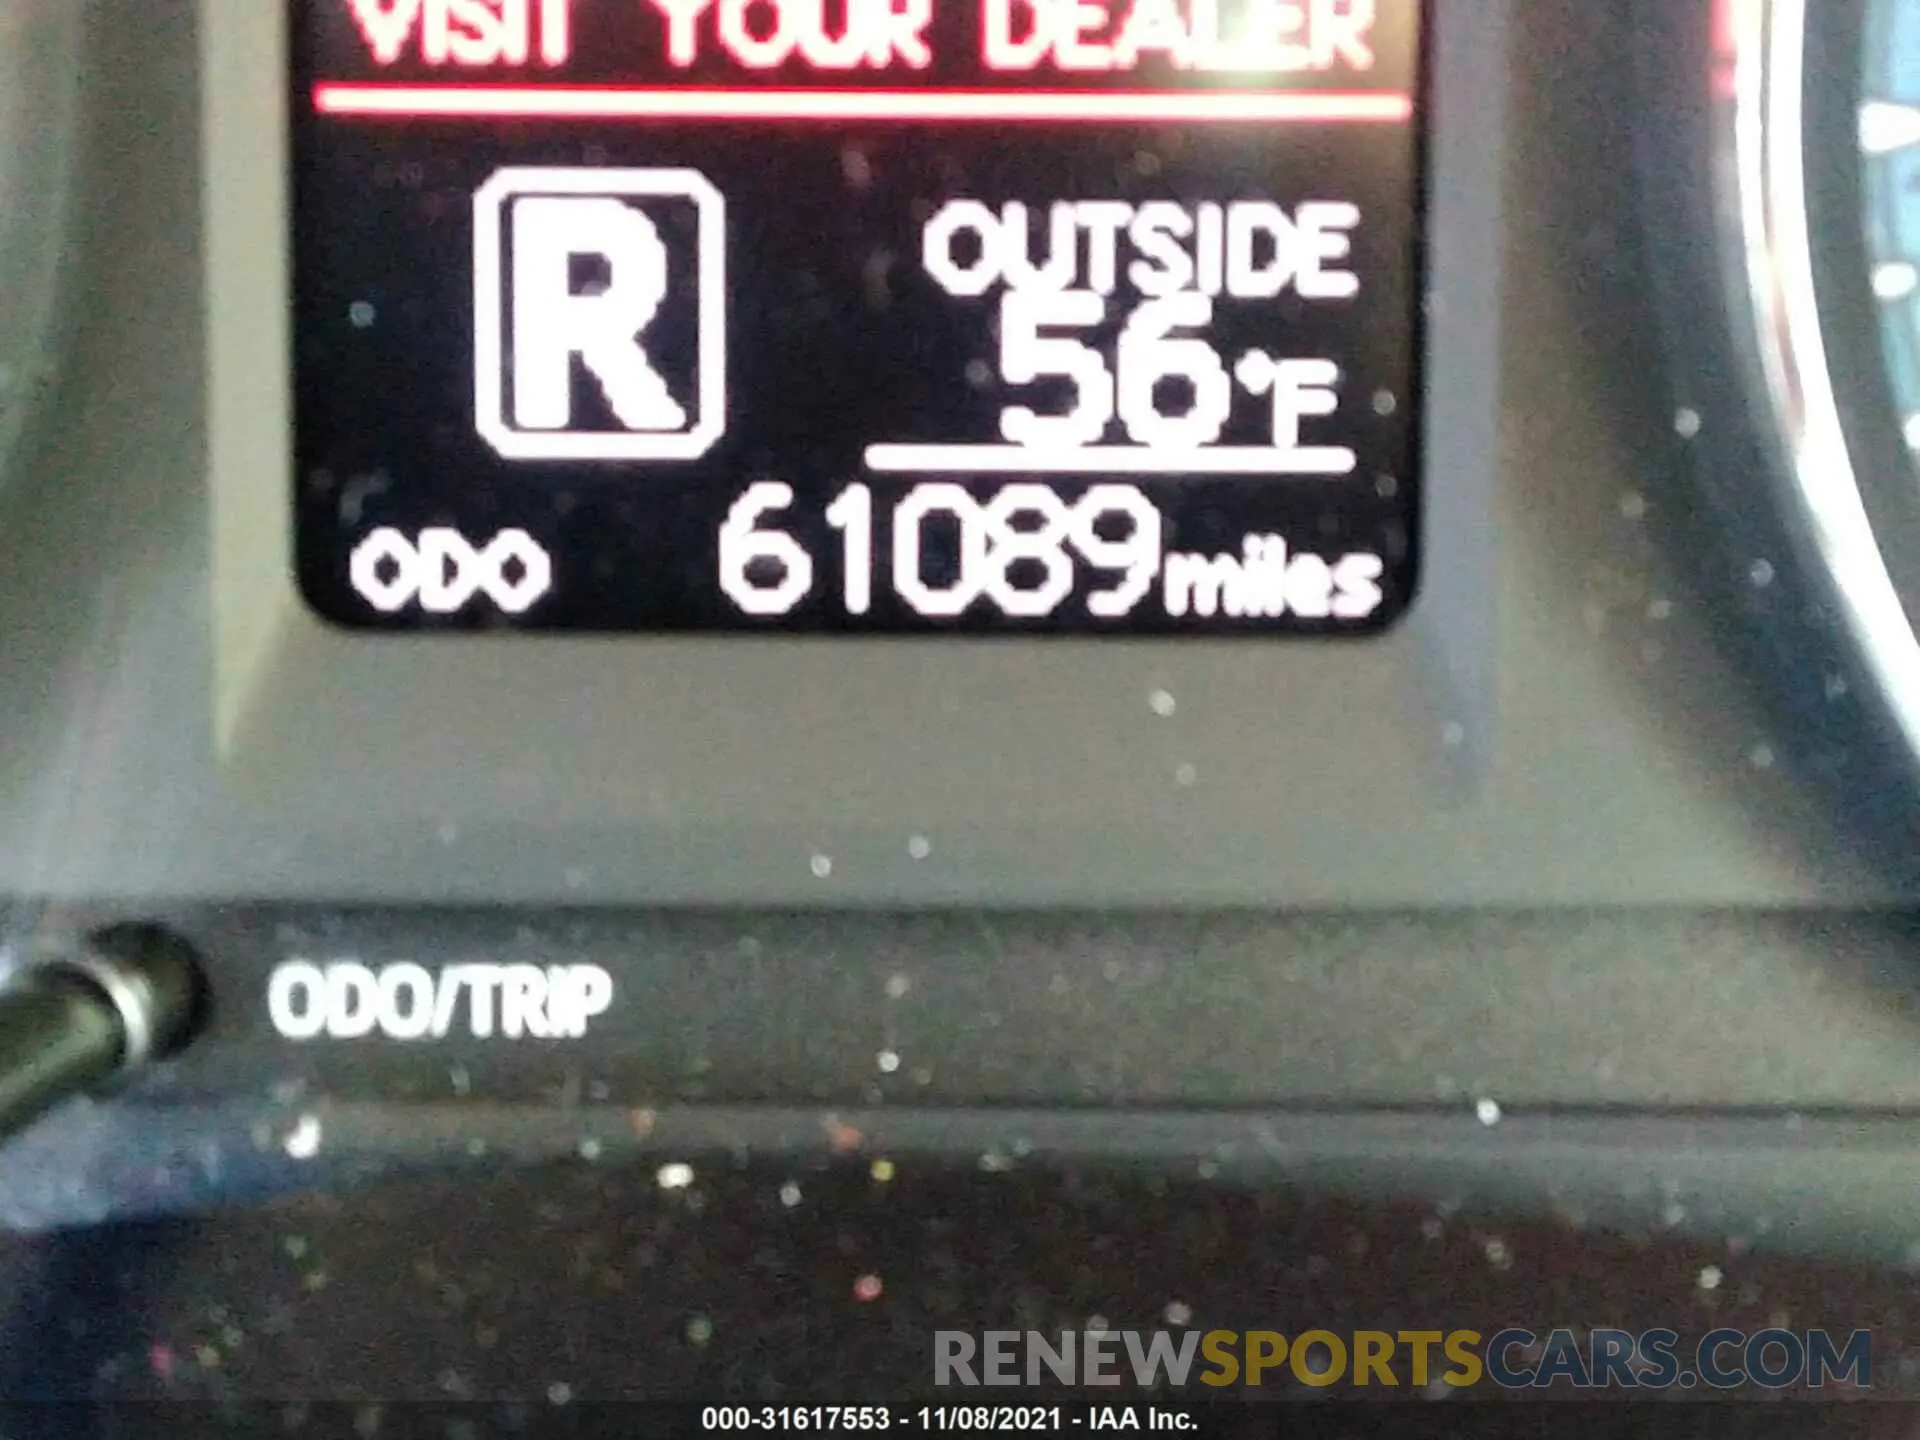 VISIT YOUR DEALER
R
OUTSIDE
56°F
ODO 61089 miles
ODO/TRIP
RENEWSPORTSCARS.COM
000-31617553 - 11/08/2021 - IAA Inc.